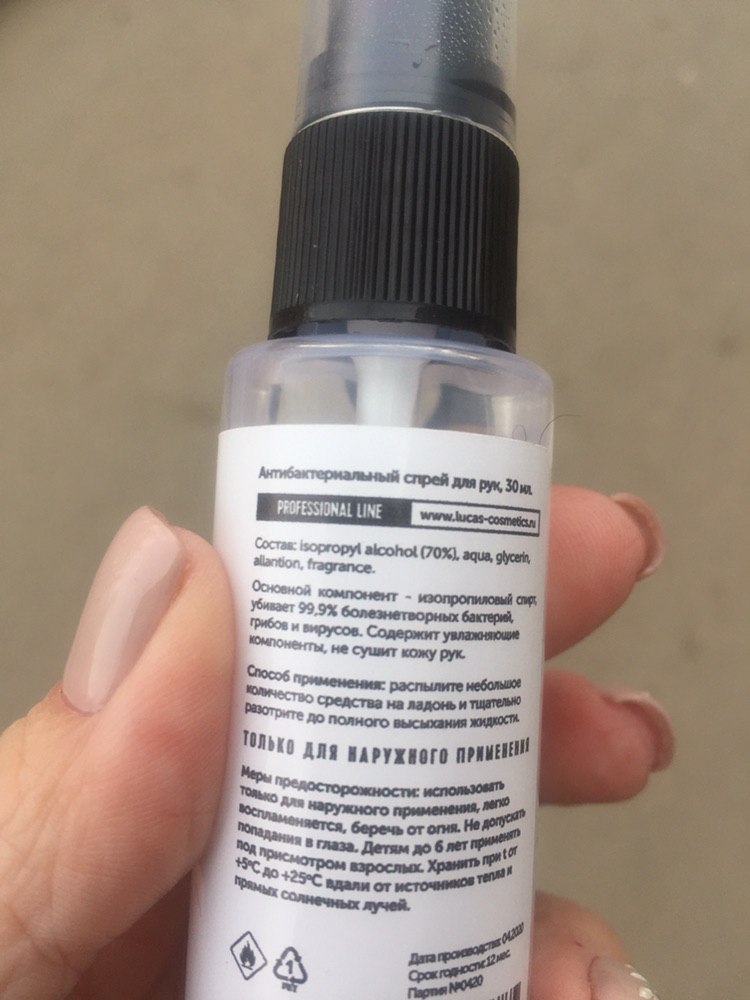 Антибактериальный спрей для рук, 30 мл.
PROFESSIONAL LINE www.lucas-cosmetics.ru
Состав: isopropyl alcohol (70%), aqua, glycerin,
allantion, fragrance.
Основной компонент - изопропиловый спирт,
убивает 99,9% болезнетворных бактерий,
грибов и вирусов. Содержит увлажняющие
компоненты, не сушит кожу рук.
Способ применения: распылите небольшое
количество средства на ладонь и тщательно
разотрите до полного высыхания жидкости.
ТОЛЬКО ДЛЯ НАРУЖНОГО ПРИМЕНЕНИЯ
Меры предосторожности: использовать
только для наружного применения, легко
воспламеняется, беречь от огня. Не допускать
попадания в глаза. Детям до 6 лет применять
под присмотром взрослых. Хранить при t от
+5°C до +25°C вдали от источников тепла и
прямых солнечных лучей.
1
PET
Дата производства: 04.2020
Срок годности: 12 мес.
Партия №0420